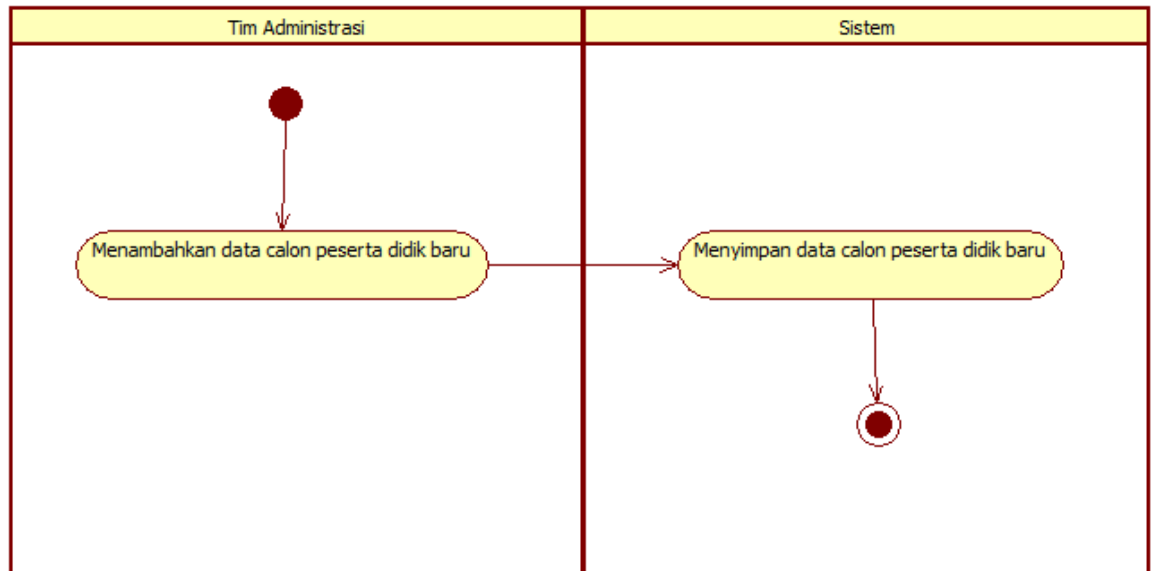 Tim Administrasi
Sistem
Menambahkan data calon peserta didik baru
Menyimpan data calon peserta didik baru